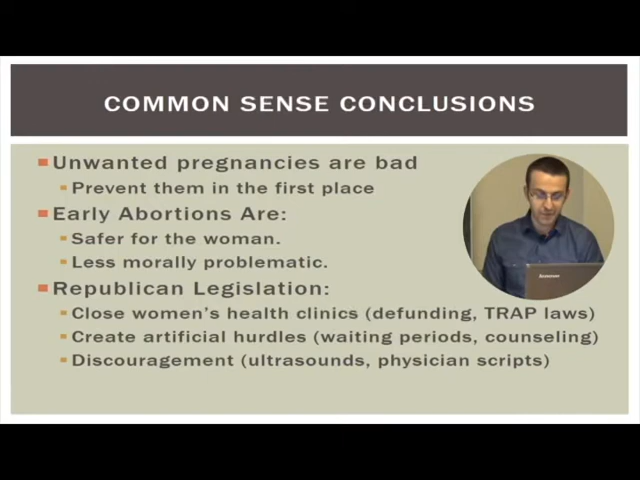 COMMON SENSE CONCLUSIONS
Unwanted pregnancies are bad
Prevent them in the first place
Early Abortions Are:
Safer for the woman.
Less morally problematic.
Republican Legislation:
Close women's health clinics (defunding, TRAP laws)
Create artificial hurdles (waiting periods, counseling)
Discouragement (ultrasounds, physician scripts)